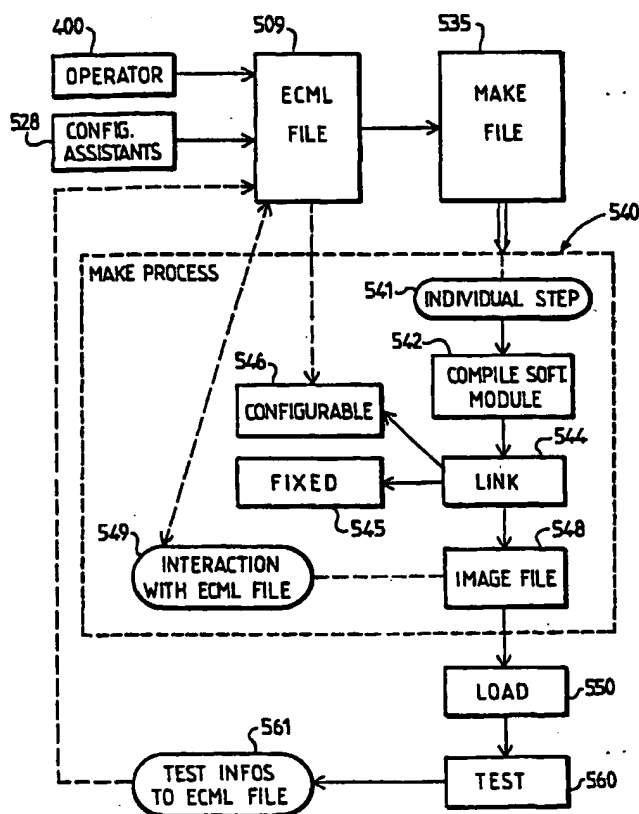 400
509
535
OPERATOR
ECML
FILE
MAKE
FILE
528
CONFIG.
ASSISTANTS
540
MAKE PROCESS
541
INDIVIDUAL STEP
542
546
COMPILE SOFT.
MODULE
CONFIGURABLE
544
FIXED
LINK
545
548
549
INTERACTION
WITH ECML FILE
IMAGE FILE
LOAD
550
561
TEST INFOS
TO ECML FILE
TEST
560